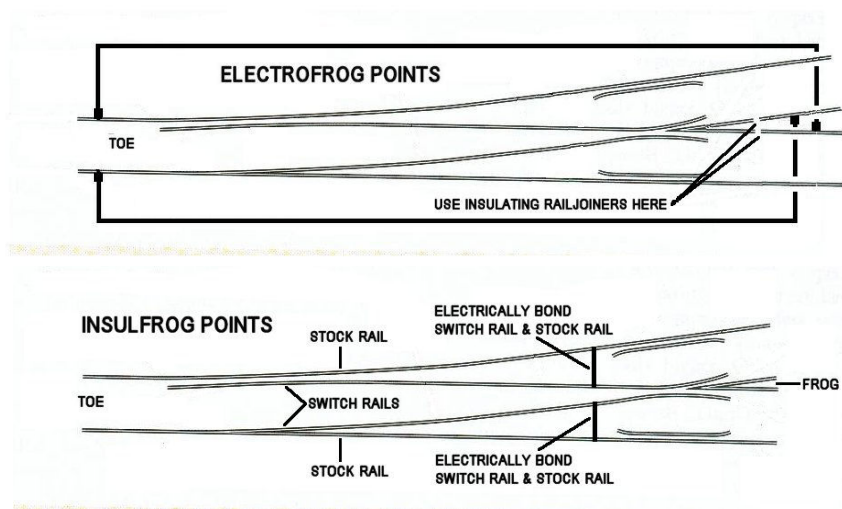 ELECTROFROG POINTS
TOE
USE INSULATING RAILJOINERS HERE
ELECTRICALLY BOND
SWITCH RAIL & STOCK RAIL
INSULFROG POINTS
STOCK RAIL
FROG
TOE
SWITCH RAILS
STOCK RAIL
ELECTRICALLY BOND
SWITCH RAIL & STOCK RAIL